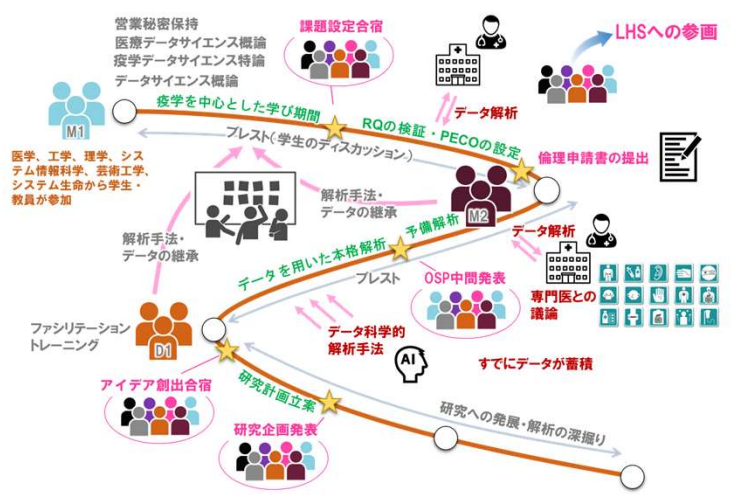 営業秘密保持
医療データサイエンス概論
疫学データサイエンス特論
データサイエンス概論
課題設定合宿
LHSへの参画
M1
疫学を中心とした学び期間
データ解析
RQの検証・PECOの設定
ブレスト(学生のディスカッション)
倫理申請書の提出
医学、工学、理学、シス
テム情報科学、芸術工学、
システム生命から学生・
教員が参加
解析手法・
データの継承
M2
解析手法・
データの継承
予備解析
データを用いた本格解析
データ解析
ブレスト
OSP中間発表
専門医との
議論
ファシリテーション
トレーニング
D1
データ科学的
解析手法
AI
すでにデータが蓄積
アイデア創出合宿
研究計画立案
研究企画発表
研究への発展・解析の深掘り